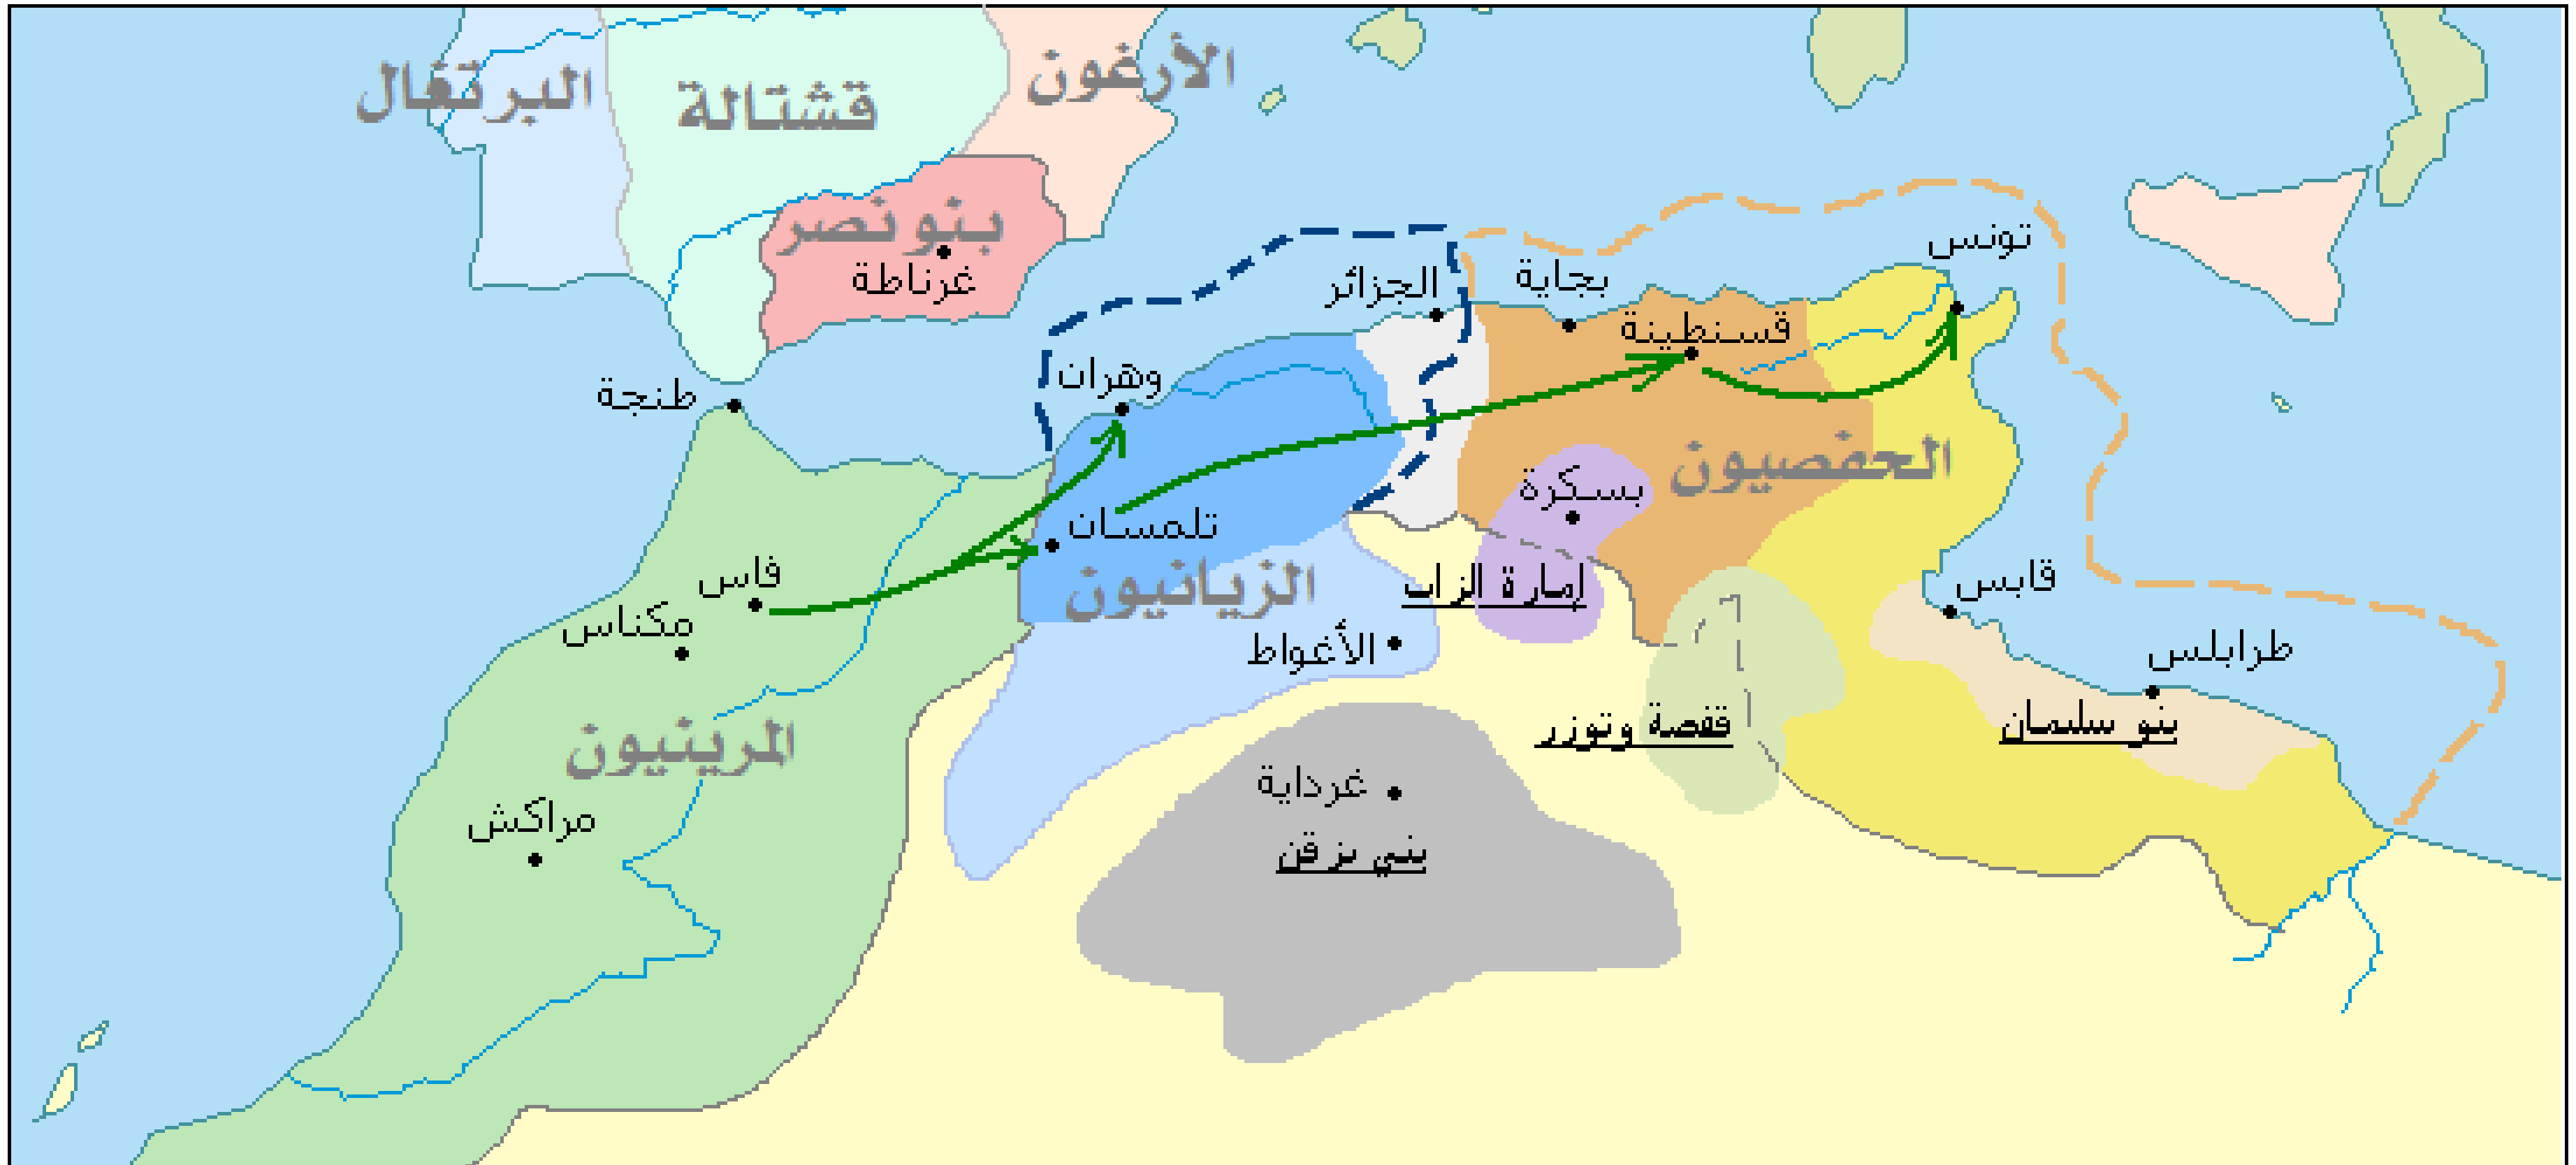 الأرغون
قشتالة
البرتغال
بنو نصر
غرناطة
تونس
بجاية
الجزائر
قسنطينة
وهران
طنجة
الحفصيون
بسكرة
تلمسان
قابس
فاس
إمارة الزاب
الزيانيون
مكناس
الأغواط
طرابلس
بنو سليمان
قفصة وتوزر
المرينيون
غرداية
مراكش
بني يزقن